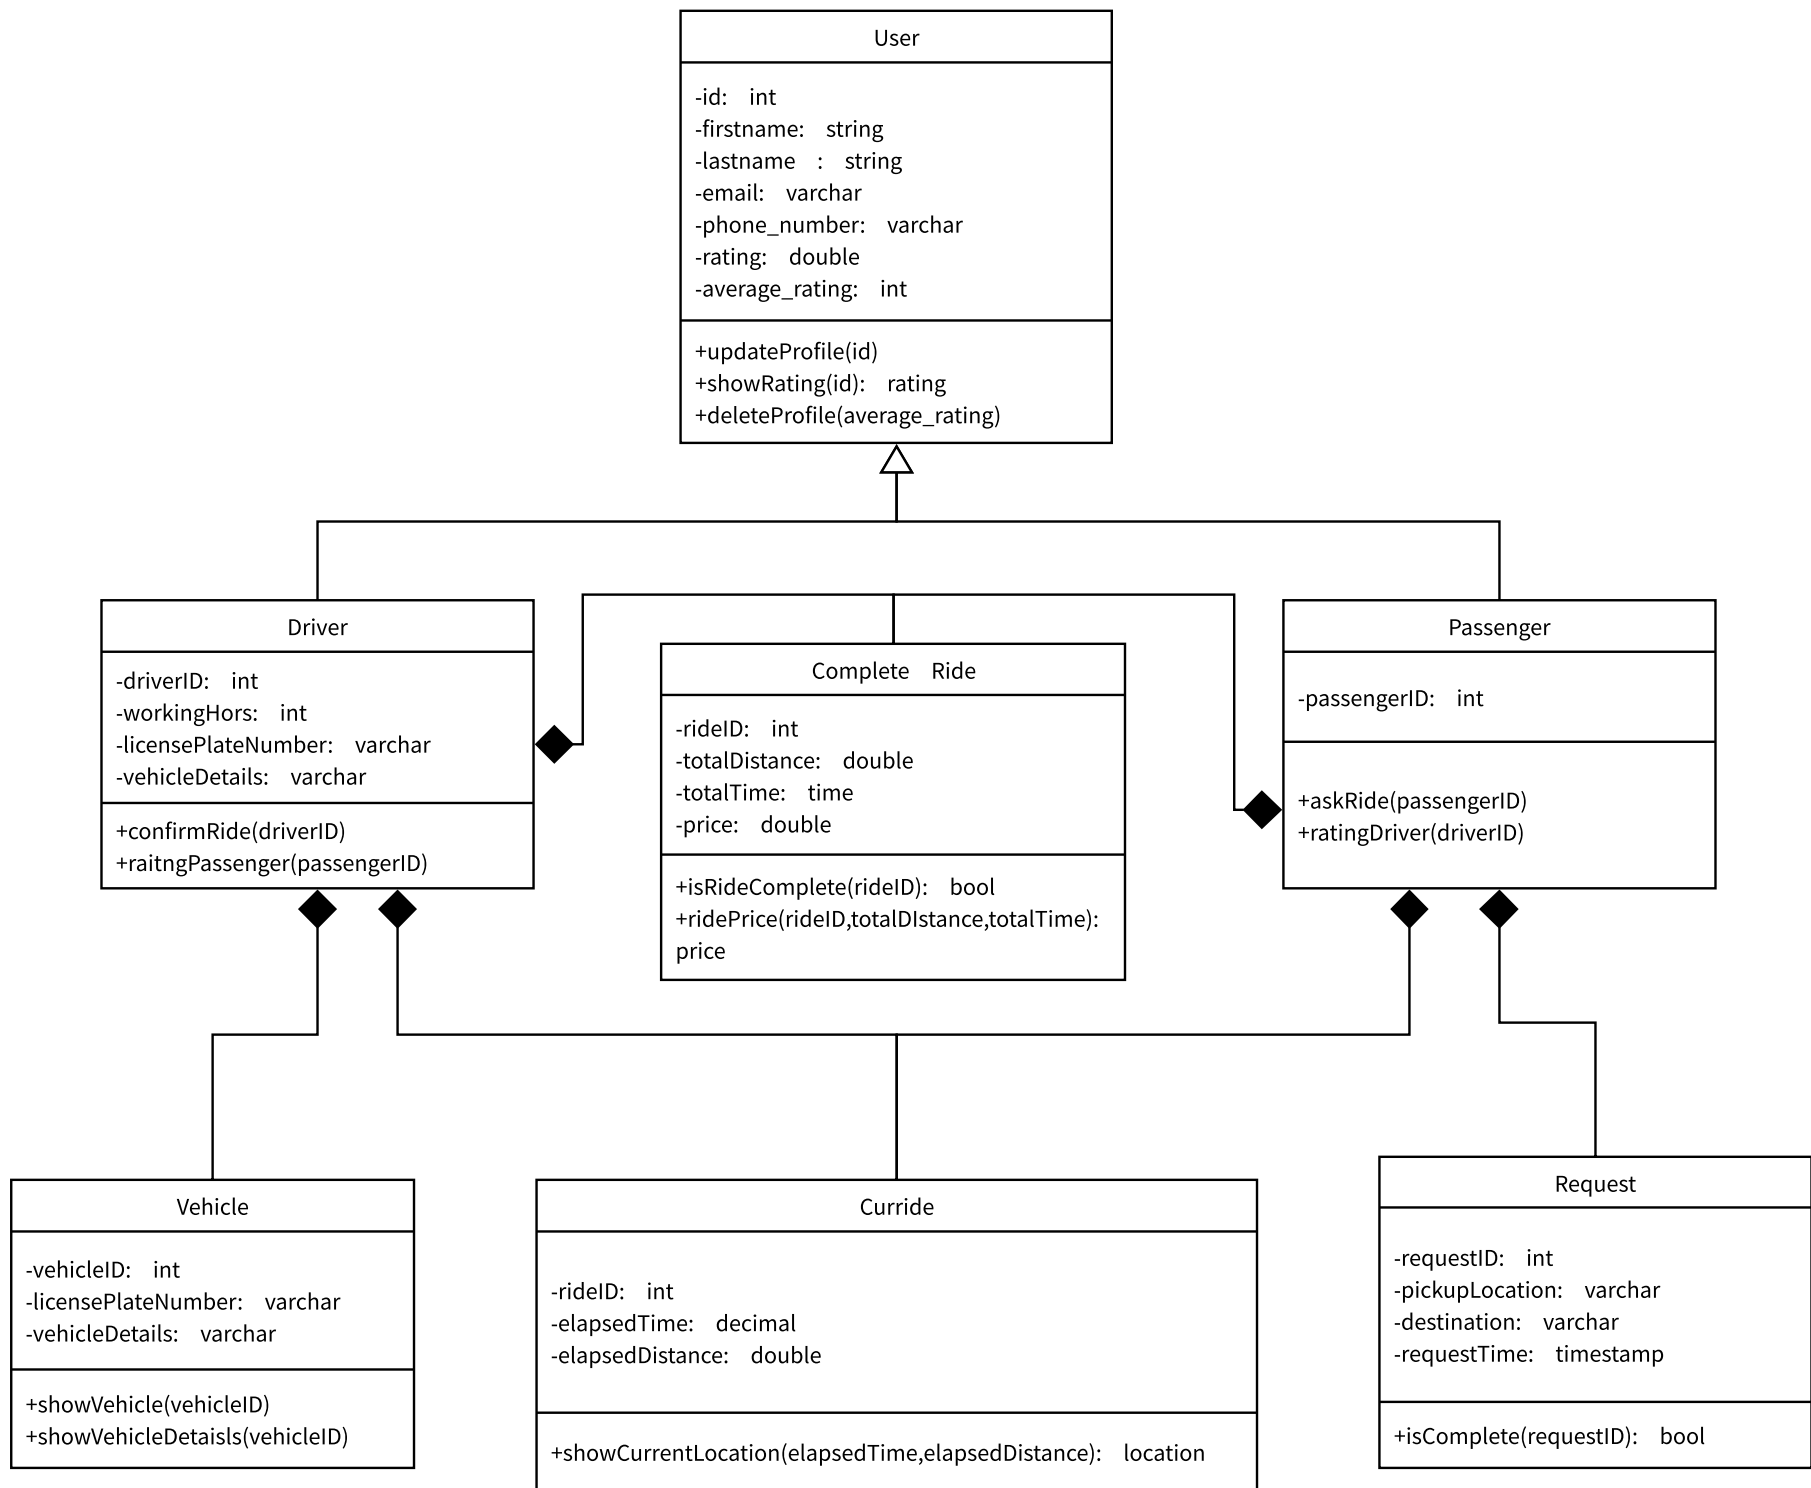 User
-id: int
-firstname: string
-lastname : string
-email: varchar
-phone_number: varchar
-rating: double
-average_rating: int
+updateProfile(id)
+showRating(id): rating
+deleteProfile(average_rating)
Driver
-driverID: int
-workingHors: int
-licensePlateNumber: varchar
-vehicleDetails: varchar
+confirmRide(driverID)
+raitngPassenger(passengerID)
Complete Ride
-rideID: int
-totalDistance: double
-totalTime: time
-price: double
+isRideComplete(rideID): bool
+ridePrice(rideID,totalDIstance,totalTime):
price
Passenger
-passengerID: int
+askRide(passengerID)
+ratingDriver(driverID)
Vehicle
-vehicleID: int
-licensePlateNumber: varchar
-vehicleDetails: varchar
+showVehicle(vehicleID)
+showVehicleDetaisls(vehicleID)
Curride
-rideID: int
-elapsedTime: decimal
-elapsedDistance: double
+showCurrentLocation(elapsedTime,elapsedDistance): location
Request
-requestID: int
-pickupLocation: varchar
-destination: varchar
-requestTime: timestamp
+isComplete(requestID): bool